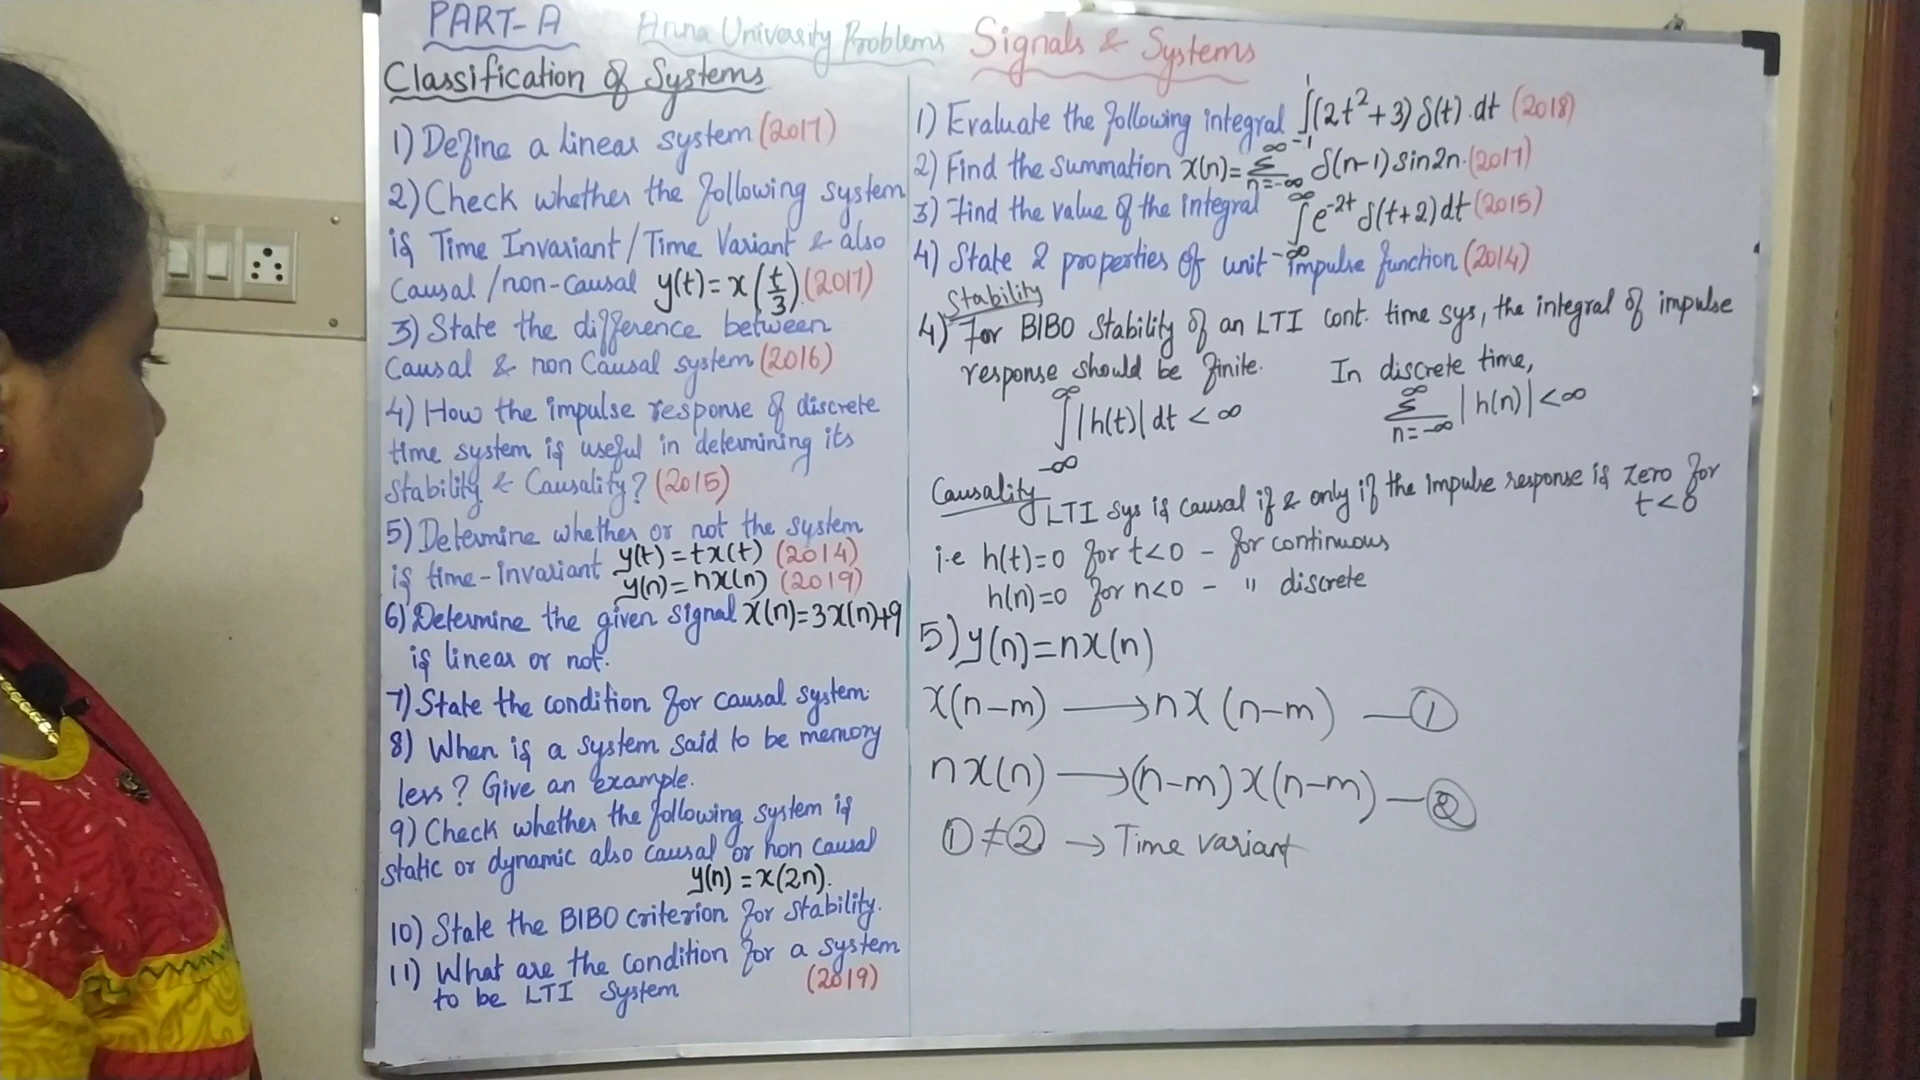 PART-A Anna Univasity Problems Signals & Systems
Classification of Systems
1) Define a linear system (2017)
2) Check whether the following system
is Time Invariant/Time Variant & also
Causal/non-Causal y(t)=x(t/3).(2017)
3) State the difference between
Causal & non Causal system (2016)
4) How the impulse response of discrete
time system is useful in determining its
Stability & Causality? (2015)
5) Determine whether or not the system
is time-invariant y(t)=tx(t) (2014)
y(n)=nx(n) (2019)
6) Determine the given signal x(n)=3x(n)+9
is linear or not.
7) State the condition for causal system.
8) When is a system said to be memory
less? Give an example.
9) Check whether the following system is
static or dynamic also causal or non causal
y(n)=x(2n).
10) State the BIBO criterion for stability.
11) What are the condition for a system
to be LTI System (2019)
1) Evaluate the following integral ∫₋₁¹(2t²+3) δ(t).dt (2018)
2) Find the Summation x(n)=Σ_{n=-∞}^{∞} δ(n-1) Sin2n.(2017)
3) Find the value of the integral ∫_{-∞}^{∞} e^{-2t} δ(t+2)dt (2015)
4) State 2 properties of unit impulse function (2014)
Stability
4) For BIBO Stability of an LTI cont. time sys, the integral of impulse
response should be finite. In discrete time,
∫_{-∞}^{∞} |h(t)| dt < ∞ Σ_{n=-∞}^{∞} |h(n)| < ∞
Causality
LTI Sys is Causal if & only if the impulse response is zero for
t<0
i.e h(t)=0 for t<0 - for continuous
h(n)=0 for n<0 - " discrete
5) y(n)=nx(n)
x(n-m) ⟶ nx(n-m) —①
nx(n) ⟶ (n-m)x(n-m) —②
①≠② → Time variant